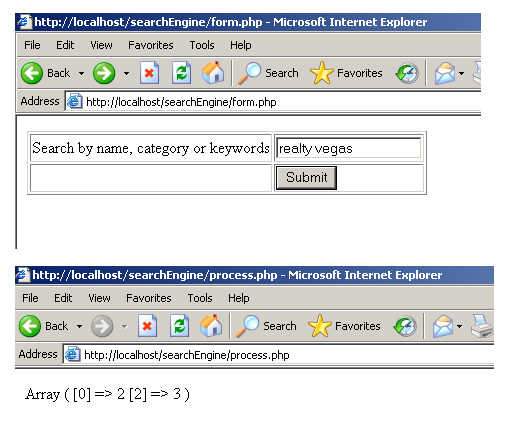 http://localhost/searchEngine/form.php - Microsoft Internet Explorer
File Edit View Favorites Tools Help
Back Search Favorites
Address http://localhost/searchEngine/form.php
Search by name, category or keywords realty vegas
Submit
http://localhost/searchEngine/process.php - Microsoft Internet Explorer
File Edit View Favorites Tools Help
Back Search Favorites
Address http://localhost/searchEngine/process.php
Array ( [0] => 2 [2] => 3 )